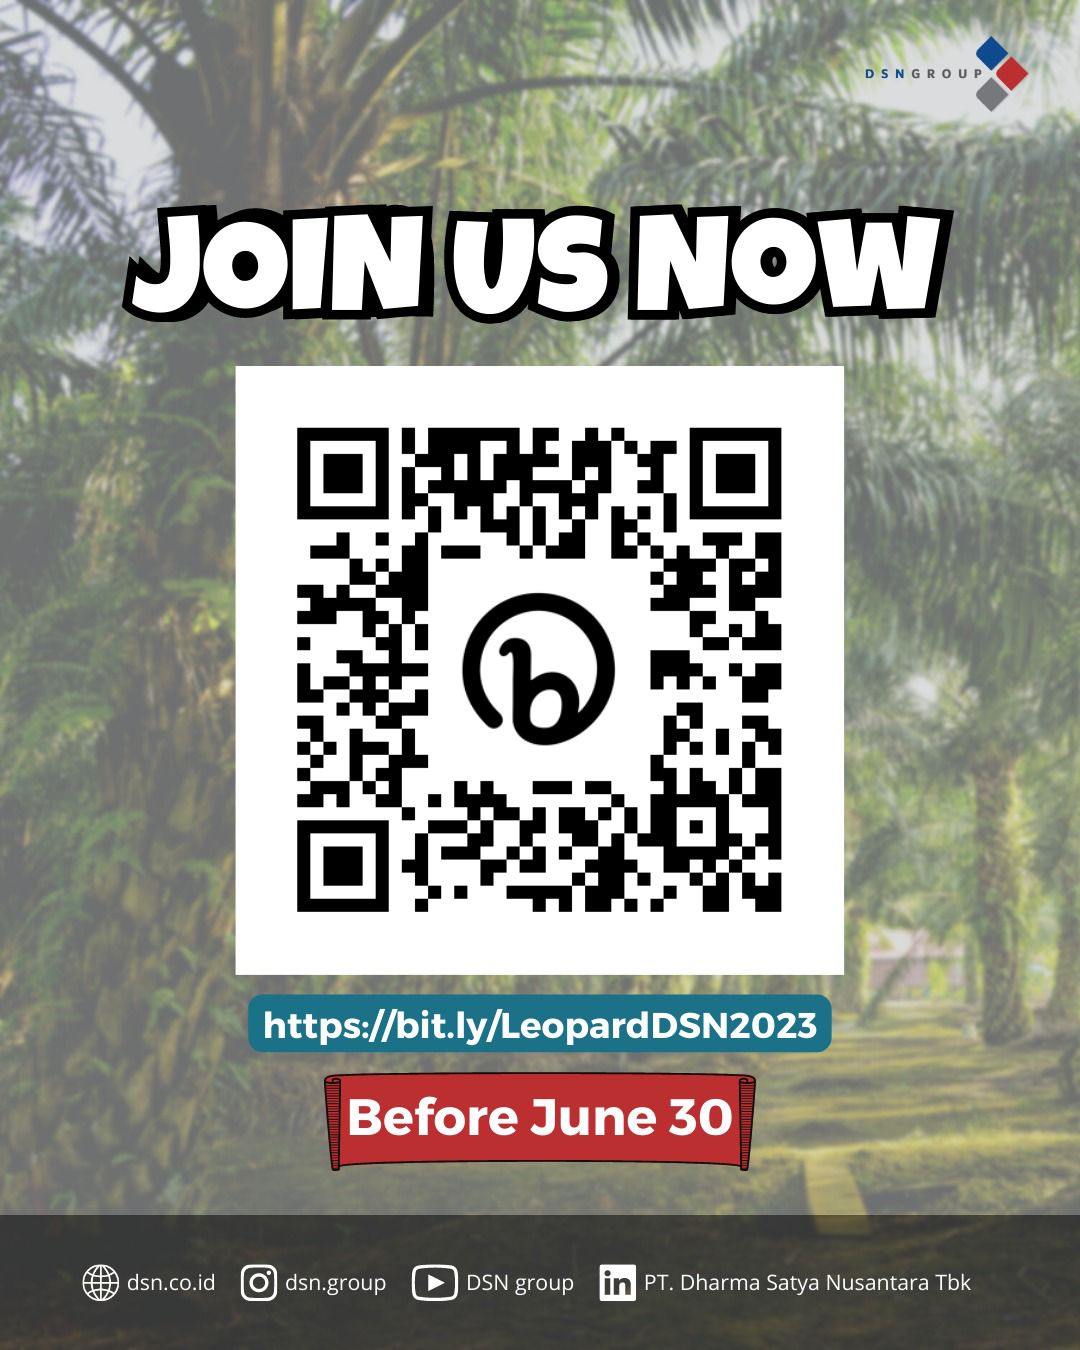 DSNGROUP
JOIN US NOW
https://bit.ly/LeopardDSN2023
Before June 30
dsn.co.id dsn.group DSN group PT. Dharma Satya Nusantara Tbk